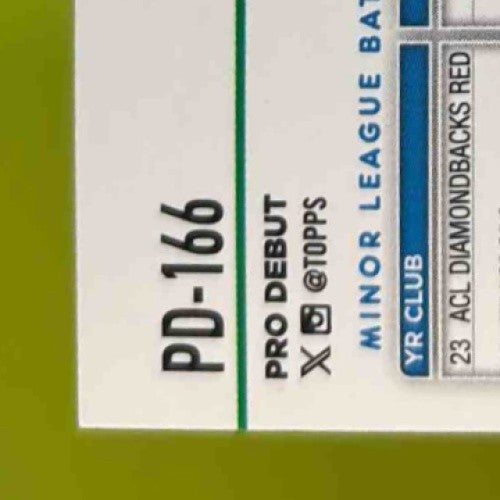 PD-166
PRO DEBUT
X @TOPPS
MINOR LEAGUE BAT
YR CLUB
23 ACL DIAMONDBACKS RED